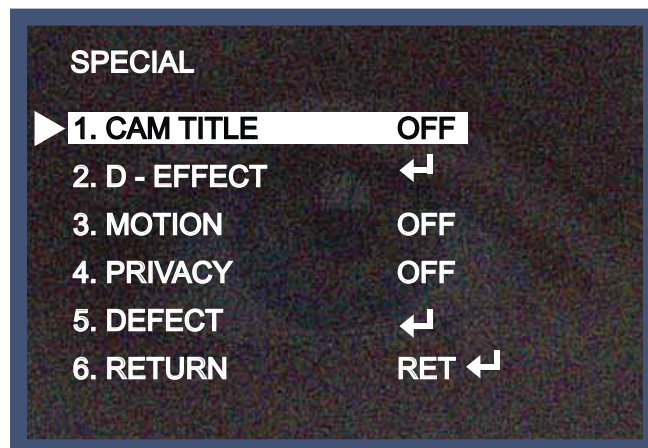 SPECIAL
1. CAM TITLE OFF
2. D - EFFECT ↵
3. MOTION OFF
4. PRIVACY OFF
5. DEFECT ↵
6. RETURN RET ↵